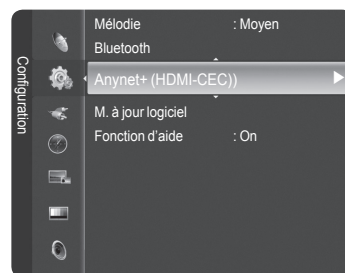 Configuration
Mélodie : Moyen
Bluetooth
Anynet+ (HDMI-CEC))
M. à jour logiciel
Fonction d'aide : On